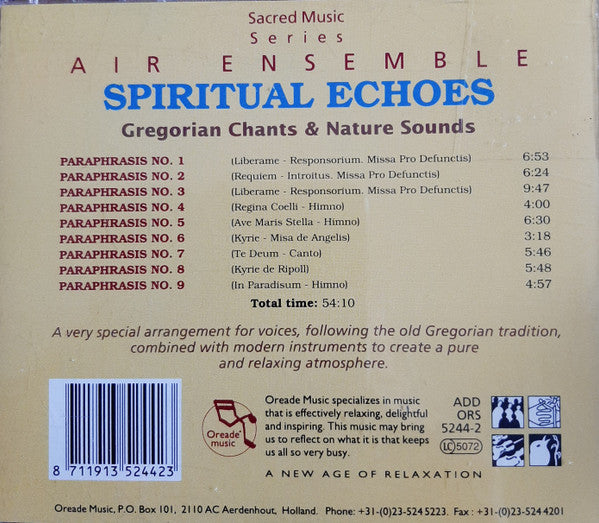 Sacred Music
Series
AIR ENSEMBLE
SPIRITUAL ECHOES
Gregorian Chants & Nature Sounds
PARAPHRASIS NO. 1 (Liberame - Responsorium. Missa Pro Defunctis) 6:53
PARAPHRASIS NO. 2 (Requiem - Introitus. Missa Pro Defunctis) 6:24
PARAPHRASIS NO. 3 (Liberame - Responsorium. Missa Pro Defunctis) 9:47
PARAPHRASIS NO. 4 (Regina Coelli - Himno) 4:00
PARAPHRASIS NO. 5 (Ave Maris Stella - Himno) 6:30
PARAPHRASIS NO. 6 (Kyrie - Misa de Angelis) 3:18
PARAPHRASIS NO. 7 (Te Deum - Canto) 5:46
PARAPHRASIS NO. 8 (Kyrie de Ripoll) 5:48
PARAPHRASIS NO. 9 (In Paradisum - Himno) 4:57
Total time: 54:10
A very special arrangement for voices, following the old Gregorian tradition,
combined with modern instruments to create a pure
and relaxing atmosphere.
8 711913 524423
Oreade music
Oreade Music specializes in music
that is effectively relaxing, delightful
and inspiring. This music may bring
us to reflect on what it is that keeps
us all so very busy.
ADD
ORS
5244-2
LC 5072
A NEW AGE OF RELAXATION
Oreade Music, P.O. Box 101, 2110 AC Aerdenhout, Holland. Phone: +31-(0)23-524 5223. Fax : +31-(0)23-524 4201